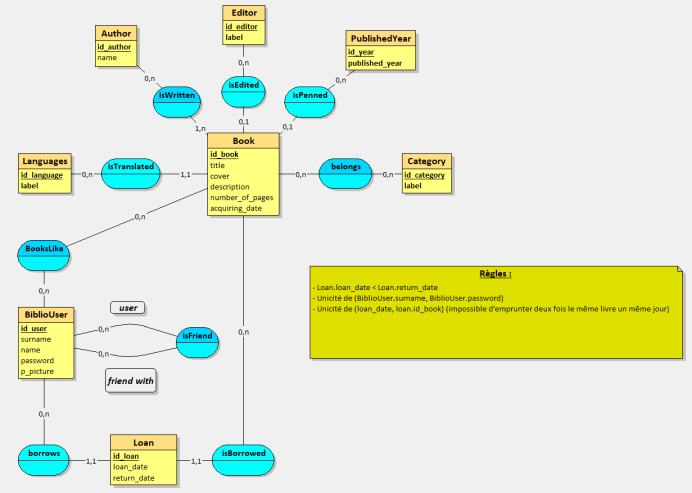 Editor
id_editor
label
Author
id_author
name
PublishedYear
id_year
published_year
0,n
0,n
0,n
isWritten
isEdited
isPenned
1,n
0,1
0,1
Book
id_book
title
cover
description
number_of_pages
acquiring_date
Languages
id_language
label
0,n
isTranslated
1,1
0,n
belongs
0,n
Category
id_category
label
0,n
BooksLike
0,n
BiblioUser
id_user
surname
name
password
p_picture
user
0,n
0,n
isFriend
friend with
0,n
Règles :
- Loan.loan_date < Loan.return_date
- Unicité de (BiblioUser.surname, BiblioUser.password)
- Unicité de (loan_date, loan.id_book) (impossible d'emprunter deux fois le même livre un même jour)
0,n
borrows
1,1
Loan
id_loan
loan_date
return_date
1,1
isBorrowed